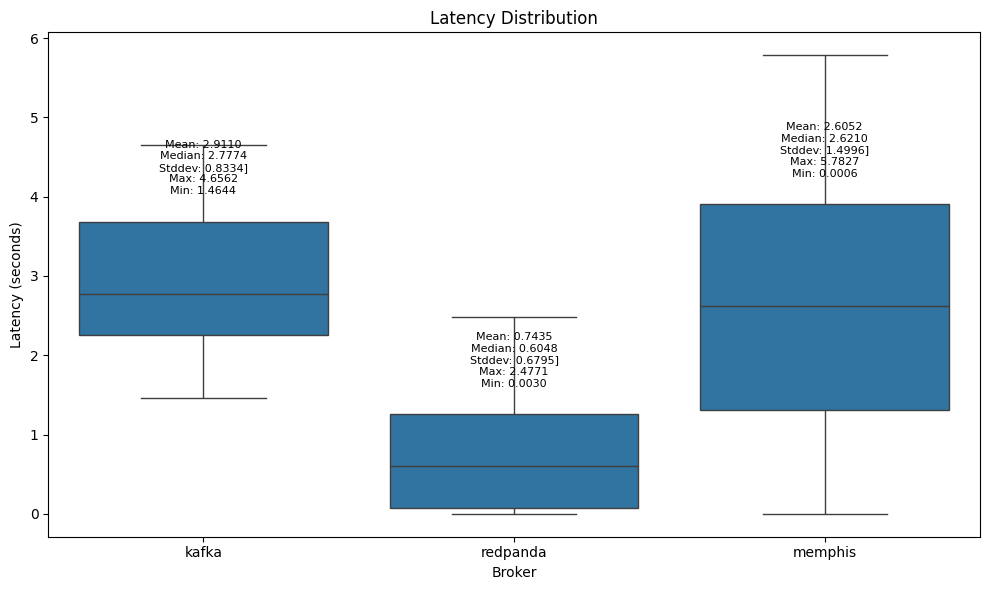 Latency Distribution
Latency (seconds)
6
5
4
3
2
1
0
Mean: 2.9110
Median: 2.7774
Stddev: 0.8334]
Max: 4.6562
Min: 1.4644
Mean: 0.7435
Median: 0.6048
Stddev: 0.6795]
Max: 2.4771
Min: 0.0030
Mean: 2.6052
Median: 2.6210
Stddev: 1.4996]
Max: 5.7827
Min: 0.0006
kafka
redpanda
memphis
Broker